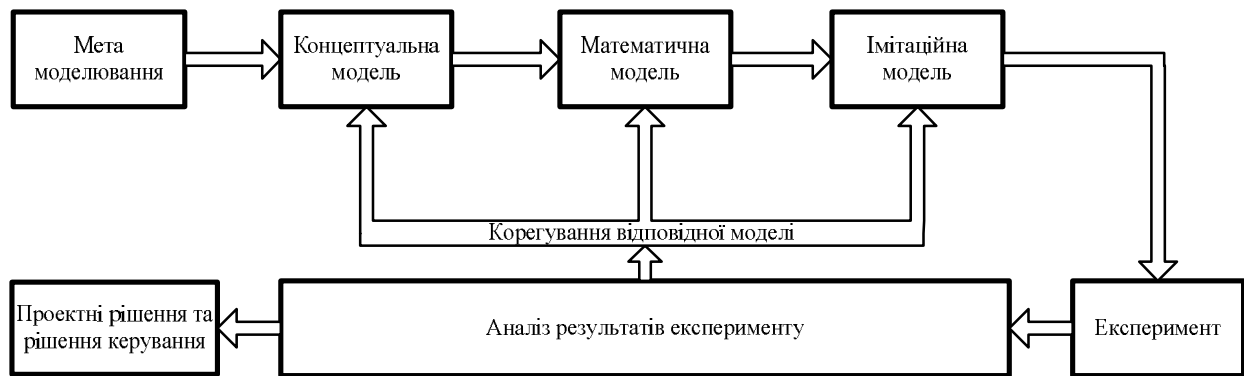 Мета
моделювання
Концептуальна
модель
Математична
модель
Імітаційна
модель
Корегування відповідної моделі
Проектні рішення та
рішення керування
Аналіз результатів експерименту
Експеримент